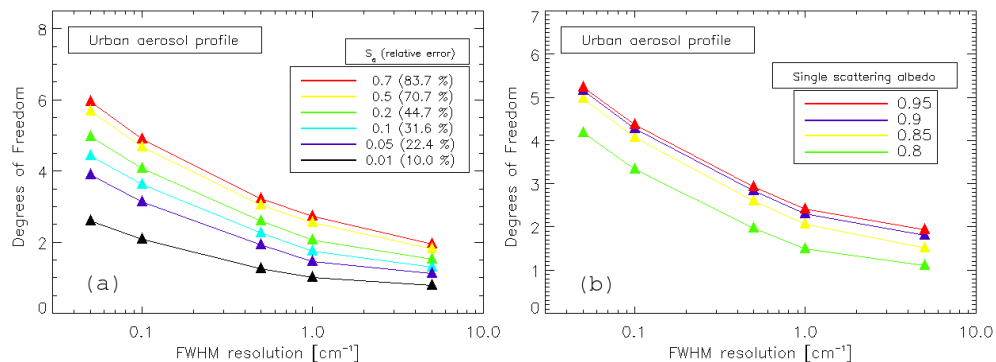 Urban aerosol profile
Sₐ (relative error)
0.7 (83.7 %)
0.5 (70.7 %)
0.2 (44.7 %)
0.1 (31.6 %)
0.05 (22.4 %)
0.01 (10.0 %)
Degrees of Freedom
8
6
4
2
0
(a)
0.1
1.0
10.0
FWHM resolution [cm⁻¹]
Urban aerosol profile
Single scattering albedo
0.95
0.9
0.85
0.8
Degrees of Freedom
7
6
5
4
3
2
1
0
(b)
0.1
1.0
10.0
FWHM resolution [cm⁻¹]